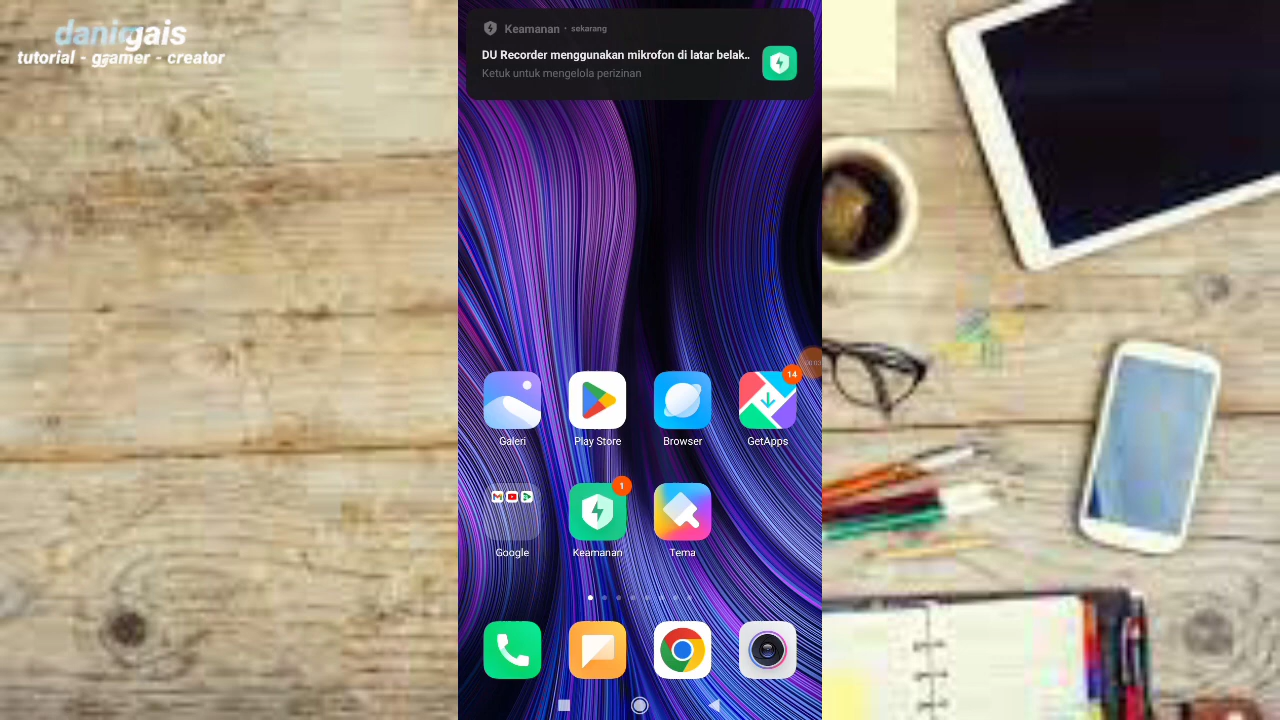 daniqgais
tutorial - gamer - creator
Keamanan • sekarang
DU Recorder menggunakan mikrofon di latar belak..
Ketuk untuk mengelola perizinan
14
Galeri
Play Store
Browser
GetApps
1
Google
Keamanan
Tema